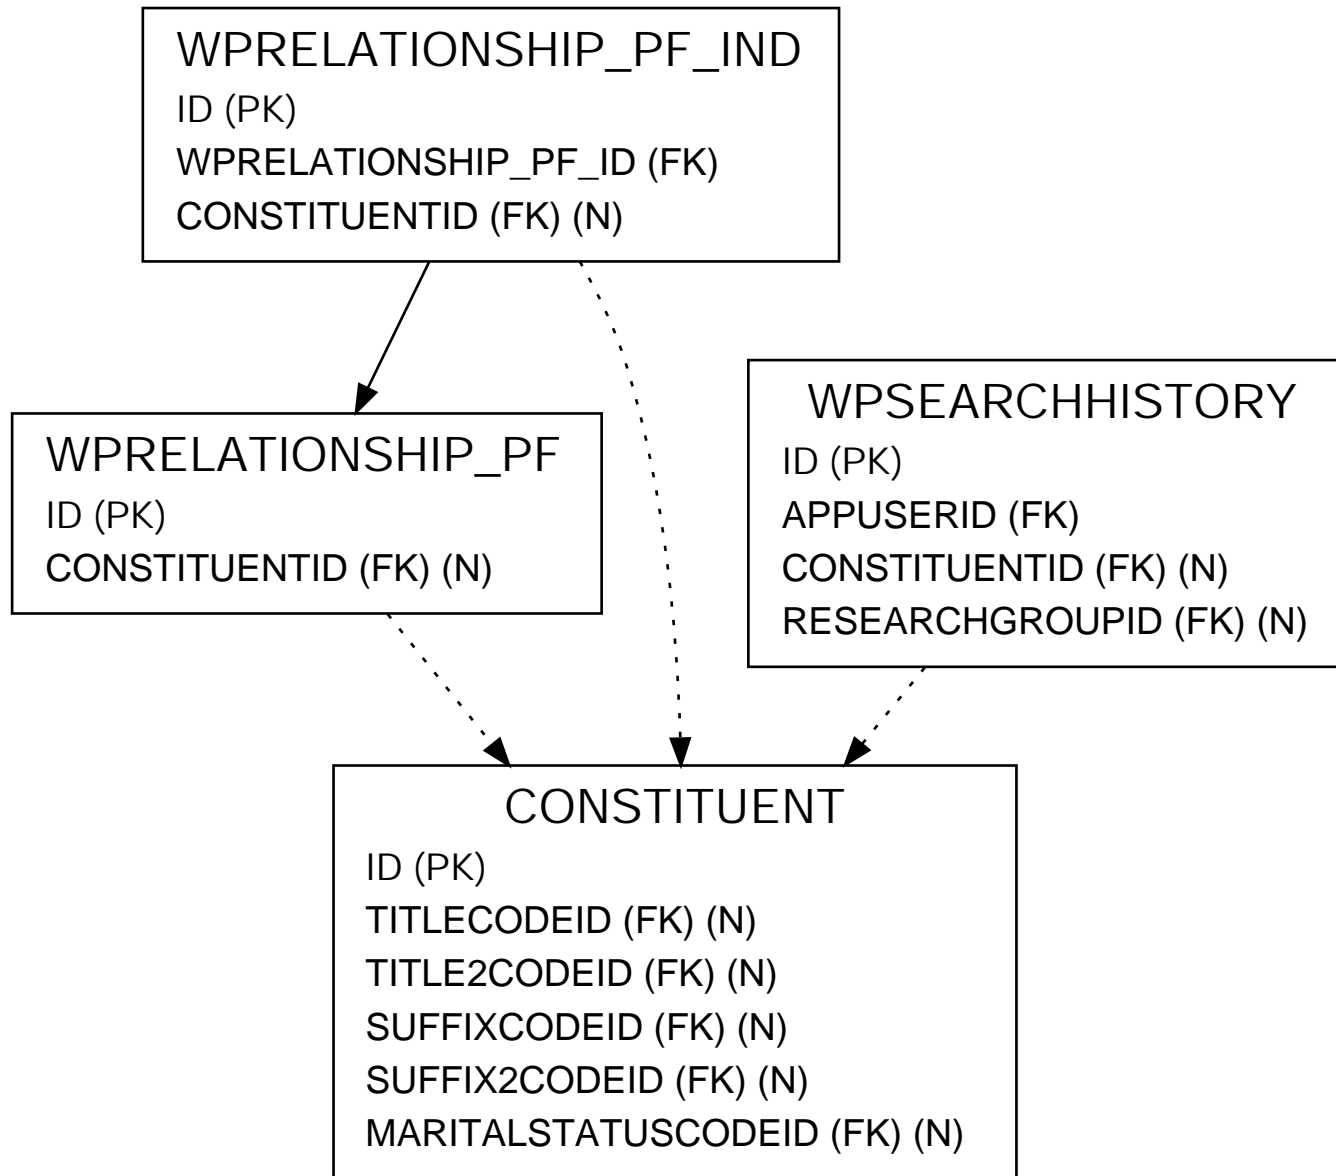 WPRELATIONSHIP_PF_IND
ID (PK)
WPRELATIONSHIP_PF_ID (FK)
CONSTITUENTID (FK) (N)
WPRELATIONSHIP_PF
ID (PK)
CONSTITUENTID (FK) (N)
WPSEARCHHISTORY
ID (PK)
APPUSERID (FK)
CONSTITUENTID (FK) (N)
RESEARCHGROUPID (FK) (N)
CONSTITUENT
ID (PK)
TITLECODEID (FK) (N)
TITLE2CODEID (FK) (N)
SUFFIXCODEID (FK) (N)
SUFFIX2CODEID (FK) (N)
MARITALSTATUSCODEID (FK) (N)